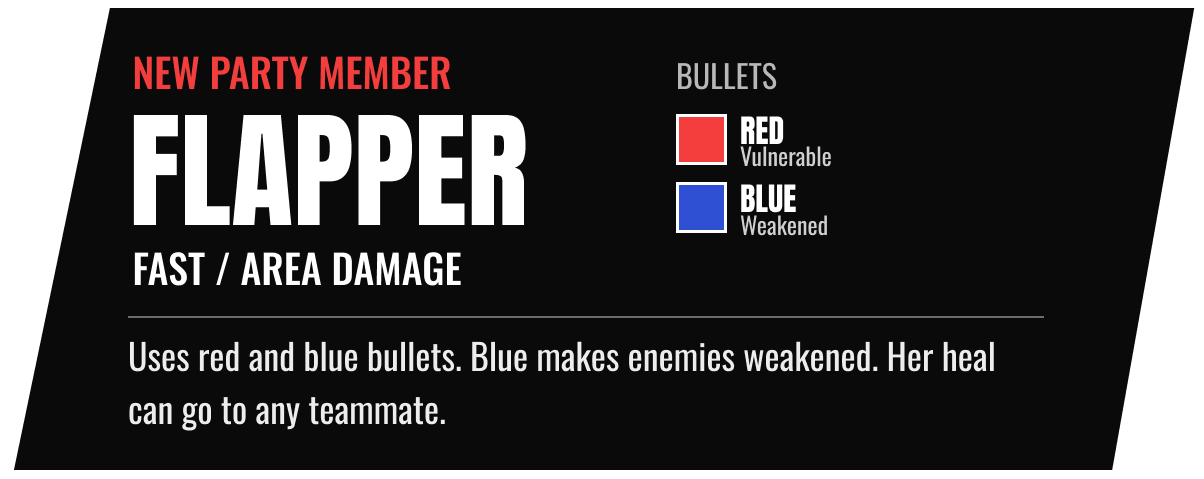 NEW PARTY MEMBER
FLAPPER
FAST / AREA DAMAGE
BULLETS
RED
Vulnerable
BLUE
Weakened
Uses red and blue bullets. Blue makes enemies weakened. Her heal
can go to any teammate.